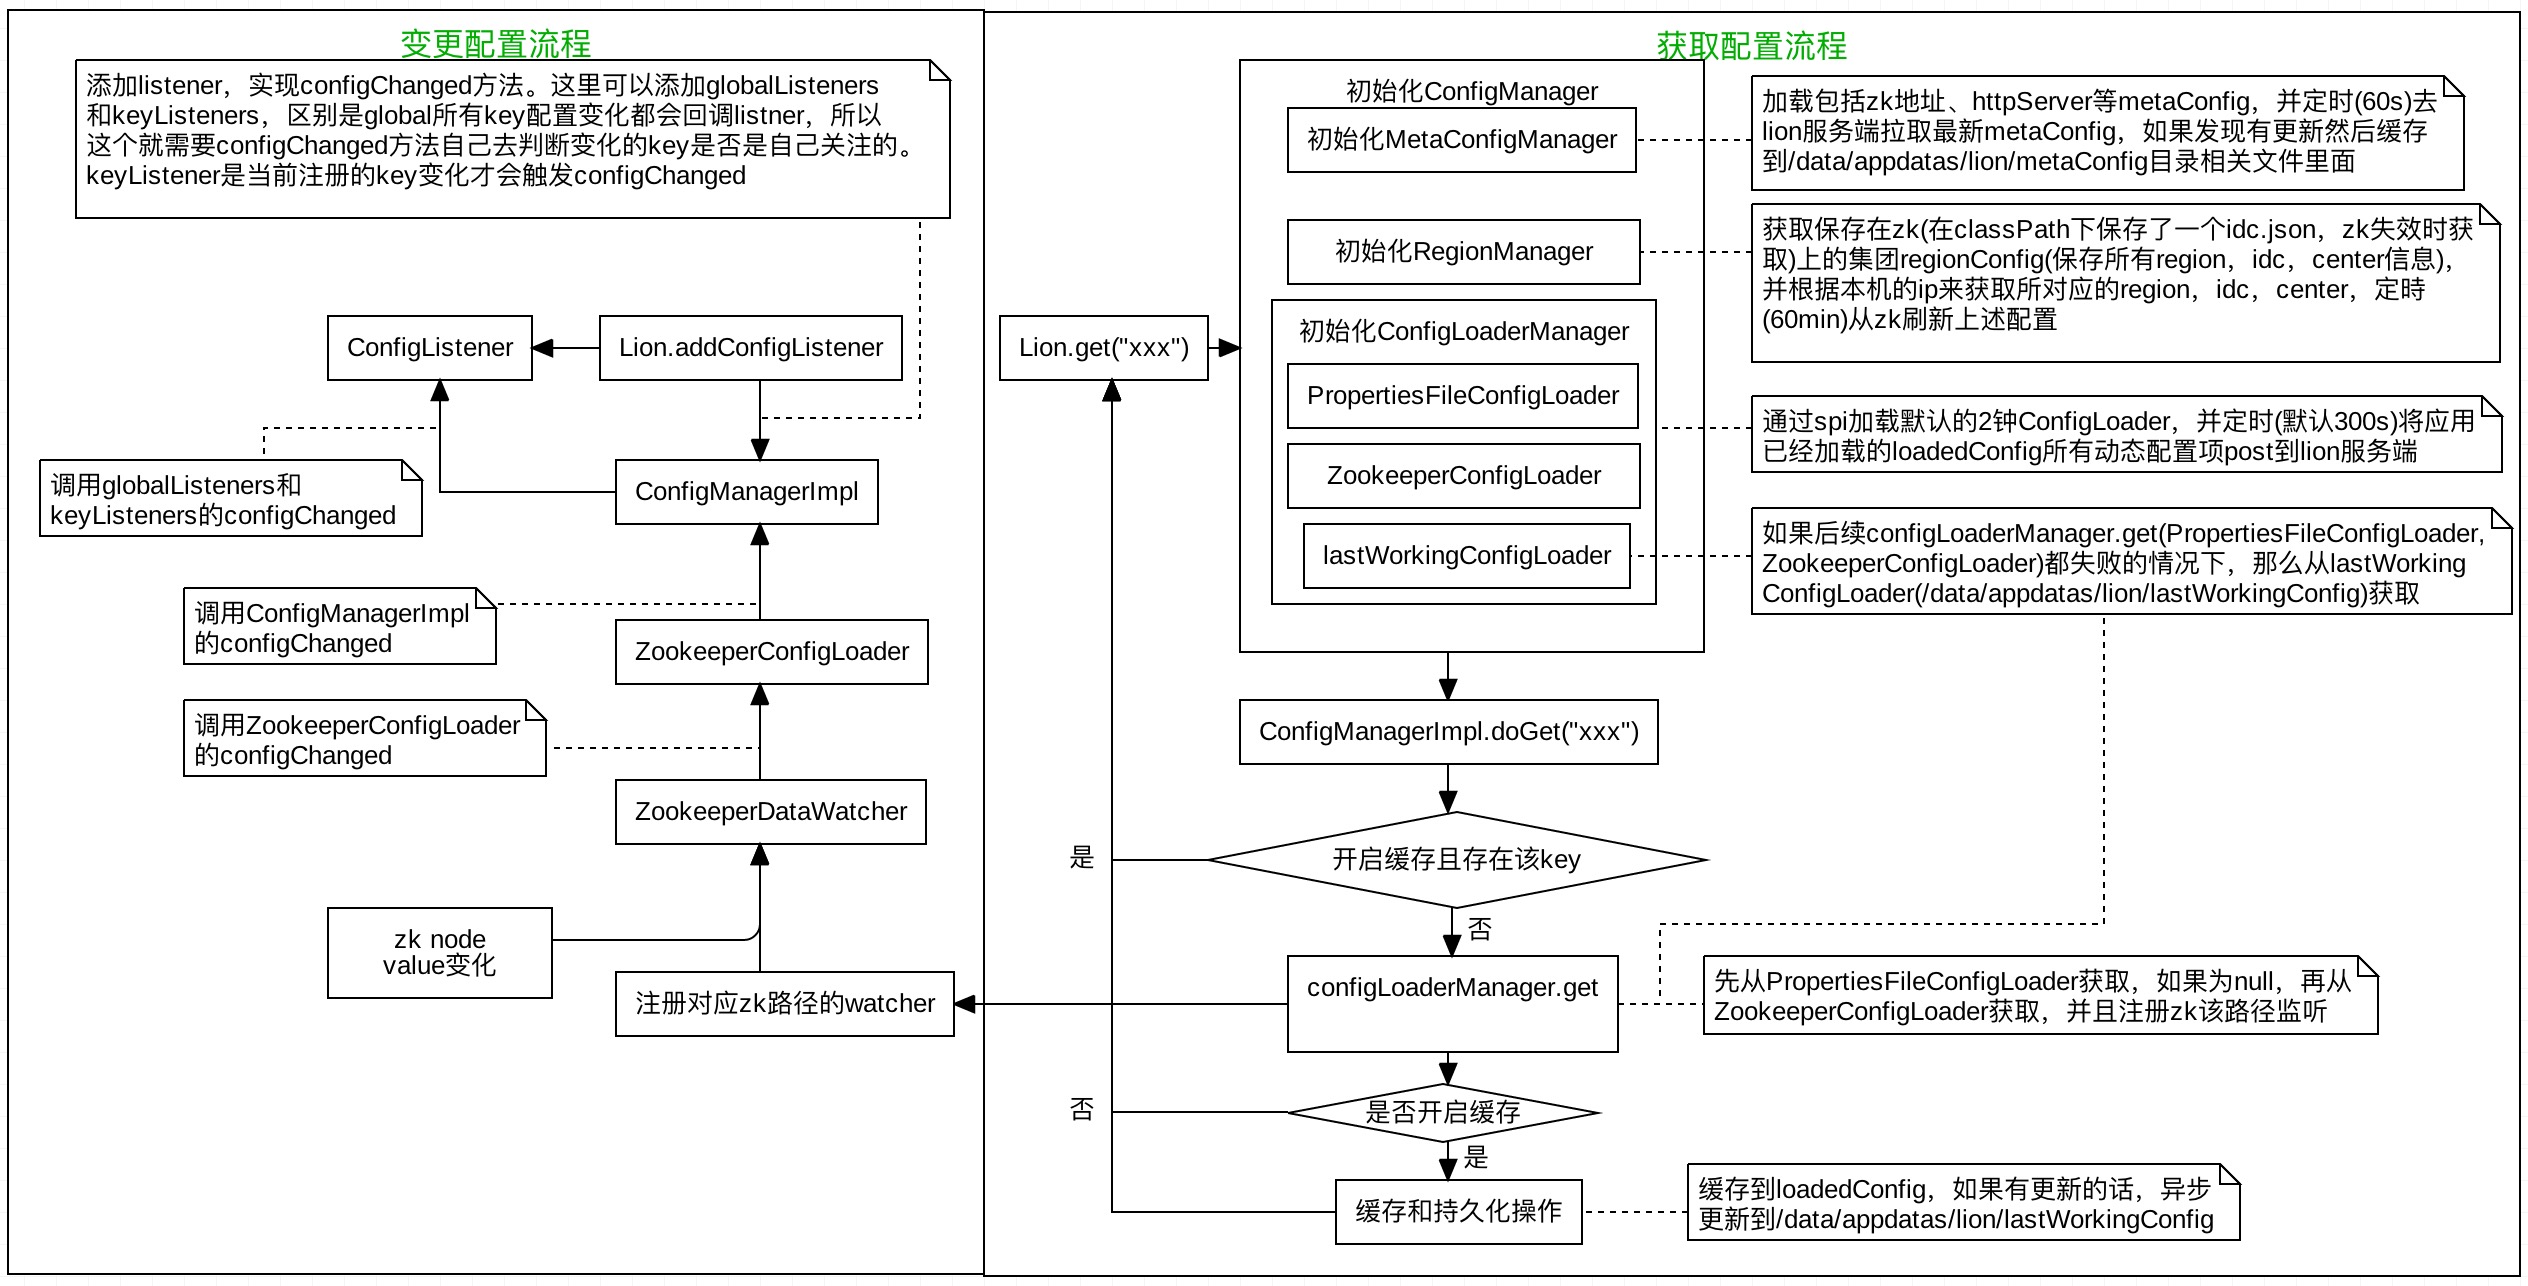 变更配置流程
添加listener，实现configChanged方法。这里可以添加globalListeners
和keyListeners，区别是global所有key配置变化都会回调listner，所以
这个就需要configChanged方法自己去判断变化的key是否是自己关注的。
keyListener是当前注册的key变化才会触发configChanged
ConfigListener
Lion.addConfigListener
调用globalListeners和
keyListeners的configChanged
ConfigManagerImpl
调用ConfigManagerImpl
的configChanged
ZookeeperConfigLoader
调用ZookeeperConfigLoader
的configChanged
ZookeeperDataWatcher
zk node
value变化
注册对应zk路径的watcher
获取配置流程
初始化ConfigManager
初始化MetaConfigManager
加载包括zk地址、httpServer等metaConfig，并定时(60s)去
lion服务端拉取最新metaConfig，如果发现有更新然后缓存
到/data/appdatas/lion/metaConfig目录相关文件里面
初始化RegionManager
获取保存在zk(在classPath下保存了一个idc.json，zk失效时获
取)上的集团regionConfig(保存所有region，idc，center信息)，
并根据本机的ip来获取所对应的region，idc，center，定時
(60min)从zk刷新上述配置
Lion.get("xxx")
初始化ConfigLoaderManager
PropertiesFileConfigLoader
ZookeeperConfigLoader
通过spi加载默认的2钟ConfigLoader，并定时(默认300s)将应用
已经加载的loadedConfig所有动态配置项post到lion服务端
lastWorkingConfigLoader
如果后续configLoaderManager.get(PropertiesFileConfigLoader,
ZookeeperConfigLoader)都失败的情况下，那么从lastWorking
ConfigLoader(/data/appdatas/lion/lastWorkingConfig)获取
ConfigManagerImpl.doGet("xxx")
开启缓存且存在该key
是
否
configLoaderManager.get
先从PropertiesFileConfigLoader获取，如果为null，再从
ZookeeperConfigLoader获取，并且注册zk该路径监听
是否开启缓存
否
是
缓存和持久化操作
缓存到loadedConfig，如果有更新的话，异步
更新到/data/appdatas/lion/lastWorkingConfig